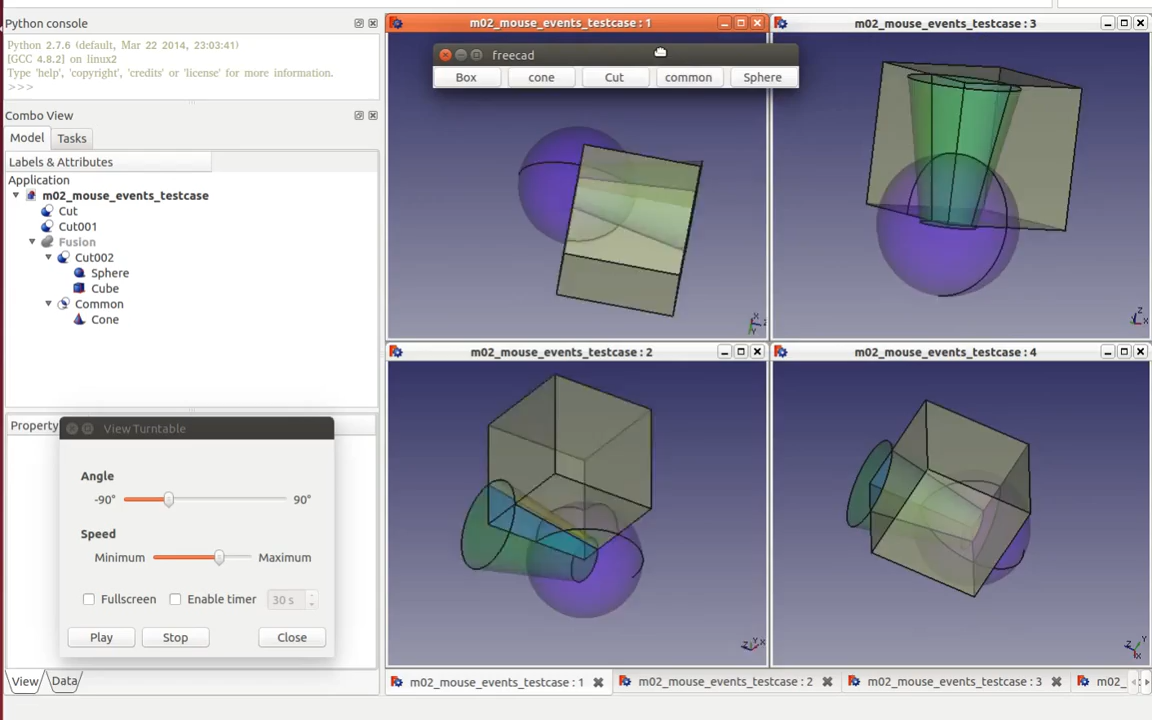 Python console
Python 2.7.6 (default, Mar 22 2014, 23:03:41)
[GCC 4.8.2] on linux2
Type 'help', 'copyright', 'credits' or 'license' for more information.
>>>
Combo View
Model Tasks
Labels & Attributes
Application
m02_mouse_events_testcase
Cut
Cut001
Fusion
Cut002
Sphere
Cube
Common
Cone
Property
View Turntable
Angle
-90° 90°
Speed
Minimum Maximum
Fullscreen Enable timer 30 s
Play Stop Close
View Data
m02_mouse_events_testcase : 1
freecad
Box cone Cut common Sphere
X
Y
Z
m02_mouse_events_testcase : 3
Z
X
m02_mouse_events_testcase : 2
Z Y X
m02_mouse_events_testcase : 4
Z Y
X
m02_mouse_events_testcase : 1 m02_mouse_events_testcase : 2 m02_mouse_events_testcase : 3 m02_